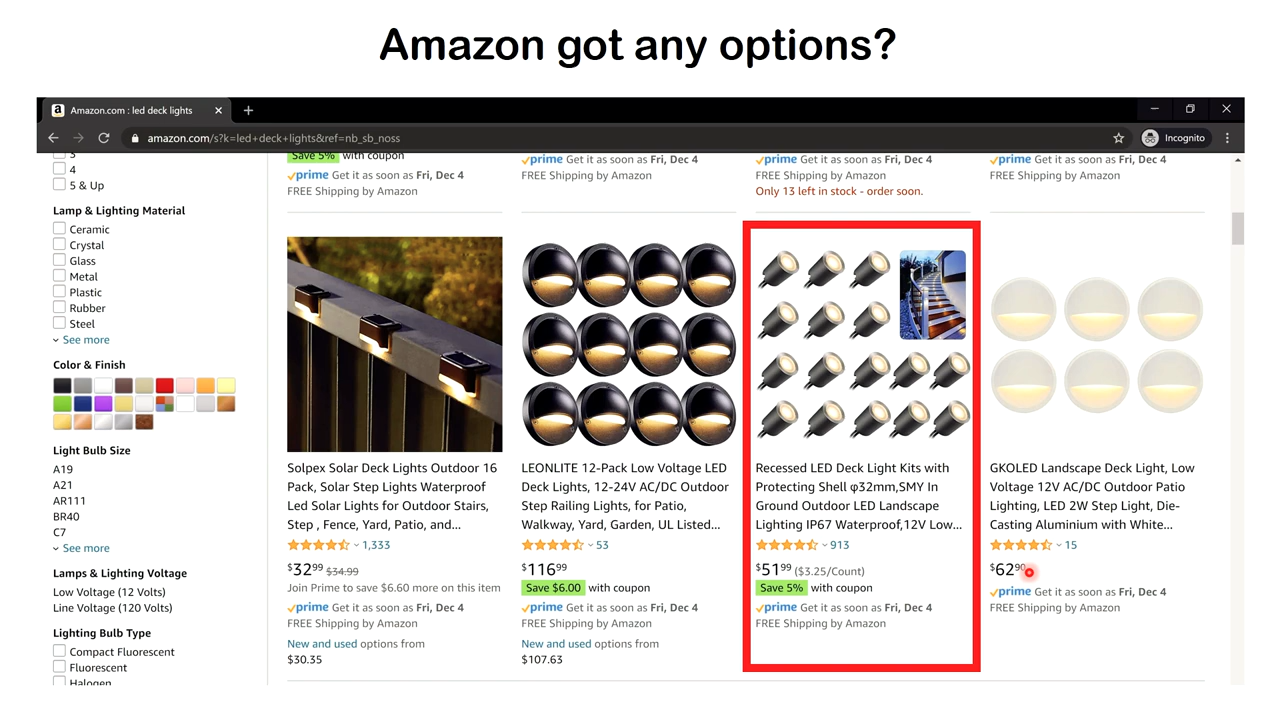 Amazon got any options?
Amazon.com : led deck lights
amazon.com/s?k=led+deck+lights&ref=nb_sb_noss
Incognito
3
4
5 & Up
Lamp & Lighting Material
Ceramic
Crystal
Glass
Metal
Plastic
Rubber
Steel
See more
Color & Finish
Light Bulb Size
A19
A21
AR111
BR40
C7
See more
Lamps & Lighting Voltage
Low Voltage (12 Volts)
Line Voltage (120 Volts)
Lighting Bulb Type
Compact Fluorescent
Fluorescent
Halogen
Save 5% with coupon
prime Get it as soon as Fri, Dec 4
FREE Shipping by Amazon
prime Get it as soon as Fri, Dec 4
FREE Shipping by Amazon
prime Get it as soon as Fri, Dec 4
FREE Shipping by Amazon
Only 13 left in stock - order soon.
prime Get it as soon as Fri, Dec 4
FREE Shipping by Amazon
Solpex Solar Deck Lights Outdoor 16
Pack, Solar Step Lights Waterproof
Led Solar Lights for Outdoor Stairs,
Step , Fence, Yard, Patio, and...
1,333
$3299 $34.99
Join Prime to save $6.60 more on this item
prime Get it as soon as Fri, Dec 4
FREE Shipping by Amazon
New and used options from
$30.35
LEONLITE 12-Pack Low Voltage LED
Deck Lights, 12-24V AC/DC Outdoor
Step Railing Lights, for Patio,
Walkway, Yard, Garden, UL Listed...
53
$11699
Save $6.00 with coupon
prime Get it as soon as Fri, Dec 4
FREE Shipping by Amazon
New and used options from
$107.63
Recessed LED Deck Light Kits with
Protecting Shell φ32mm,SMY In
Ground Outdoor LED Landscape
Lighting IP67 Waterproof,12V Low...
913
$5199 ($3.25/Count)
Save 5% with coupon
prime Get it as soon as Fri, Dec 4
FREE Shipping by Amazon
GKOLED Landscape Deck Light, Low
Voltage 12V AC/DC Outdoor Patio
Lighting, LED 2W Step Light, Die-
Casting Aluminium with White...
15
$6290
prime Get it as soon as Fri, Dec 4
FREE Shipping by Amazon